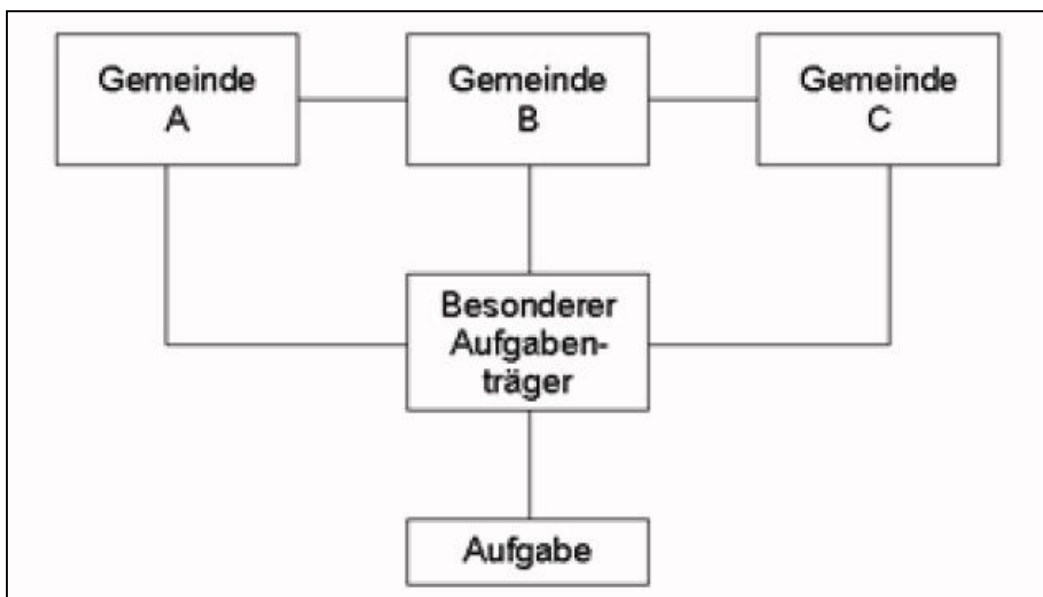 Gemeinde
A
Gemeinde
B
Gemeinde
C
Besonderer
Aufgaben-
träger
Aufgabe